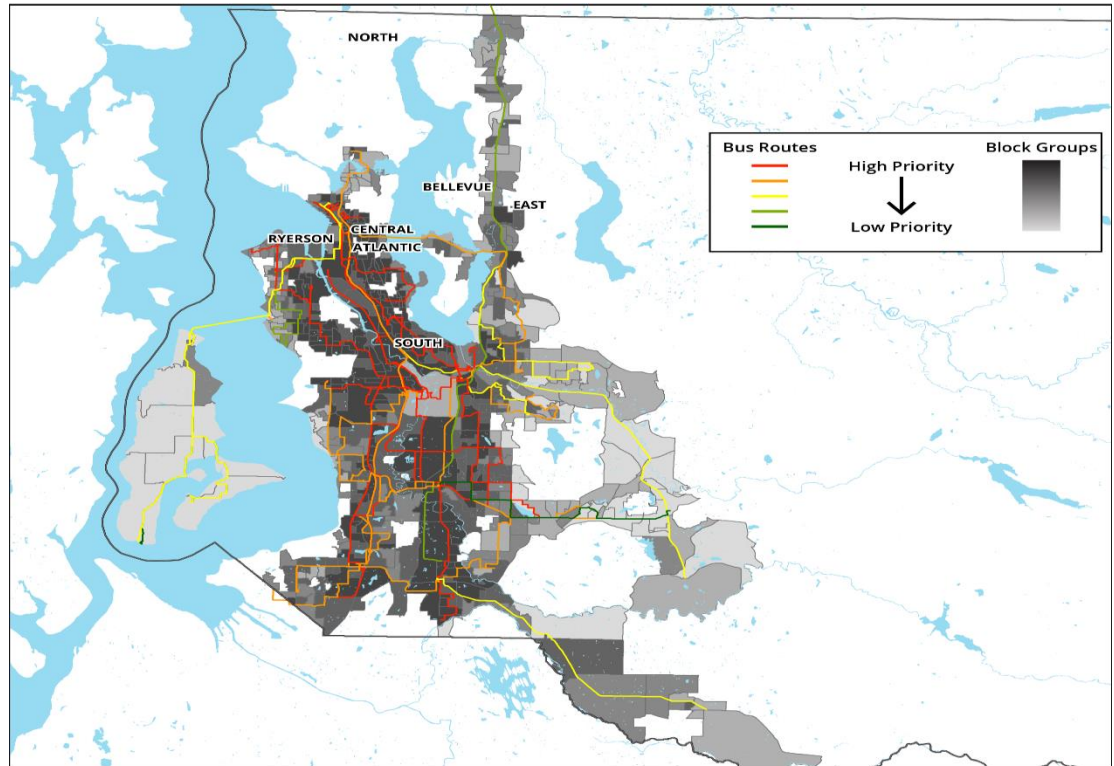 NORTH
Bus Routes
Block Groups
High Priority
Low Priority
BELLEVUE
EAST
CENTRAL
RYERSON
ATLANTIC
SOUTH